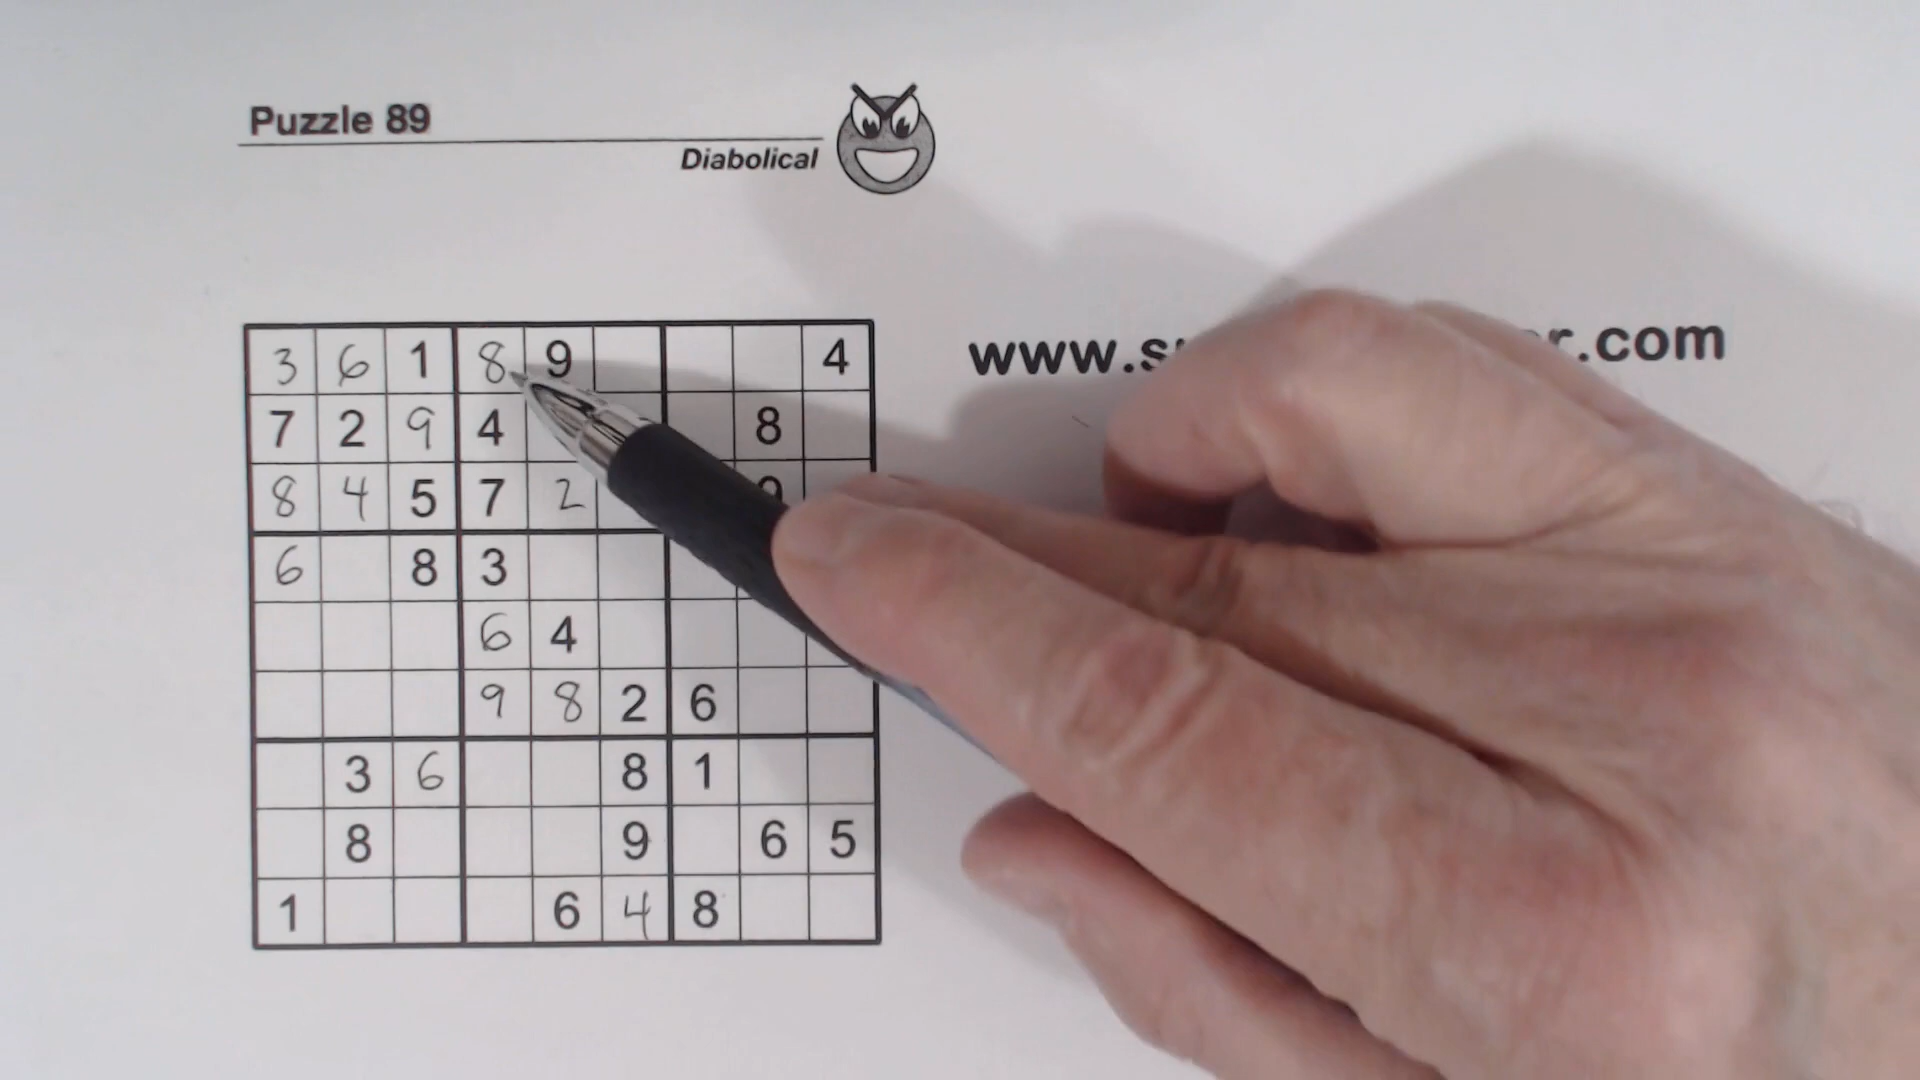 Puzzle 89
Diabolical
3 6 1 8 9 4
7 2 9 4 8
8 4 5 7 2 9
6 8 3
6 4
9 8 2 6
3 6 8 1
8 9 6 5
1 6 4 8
.com